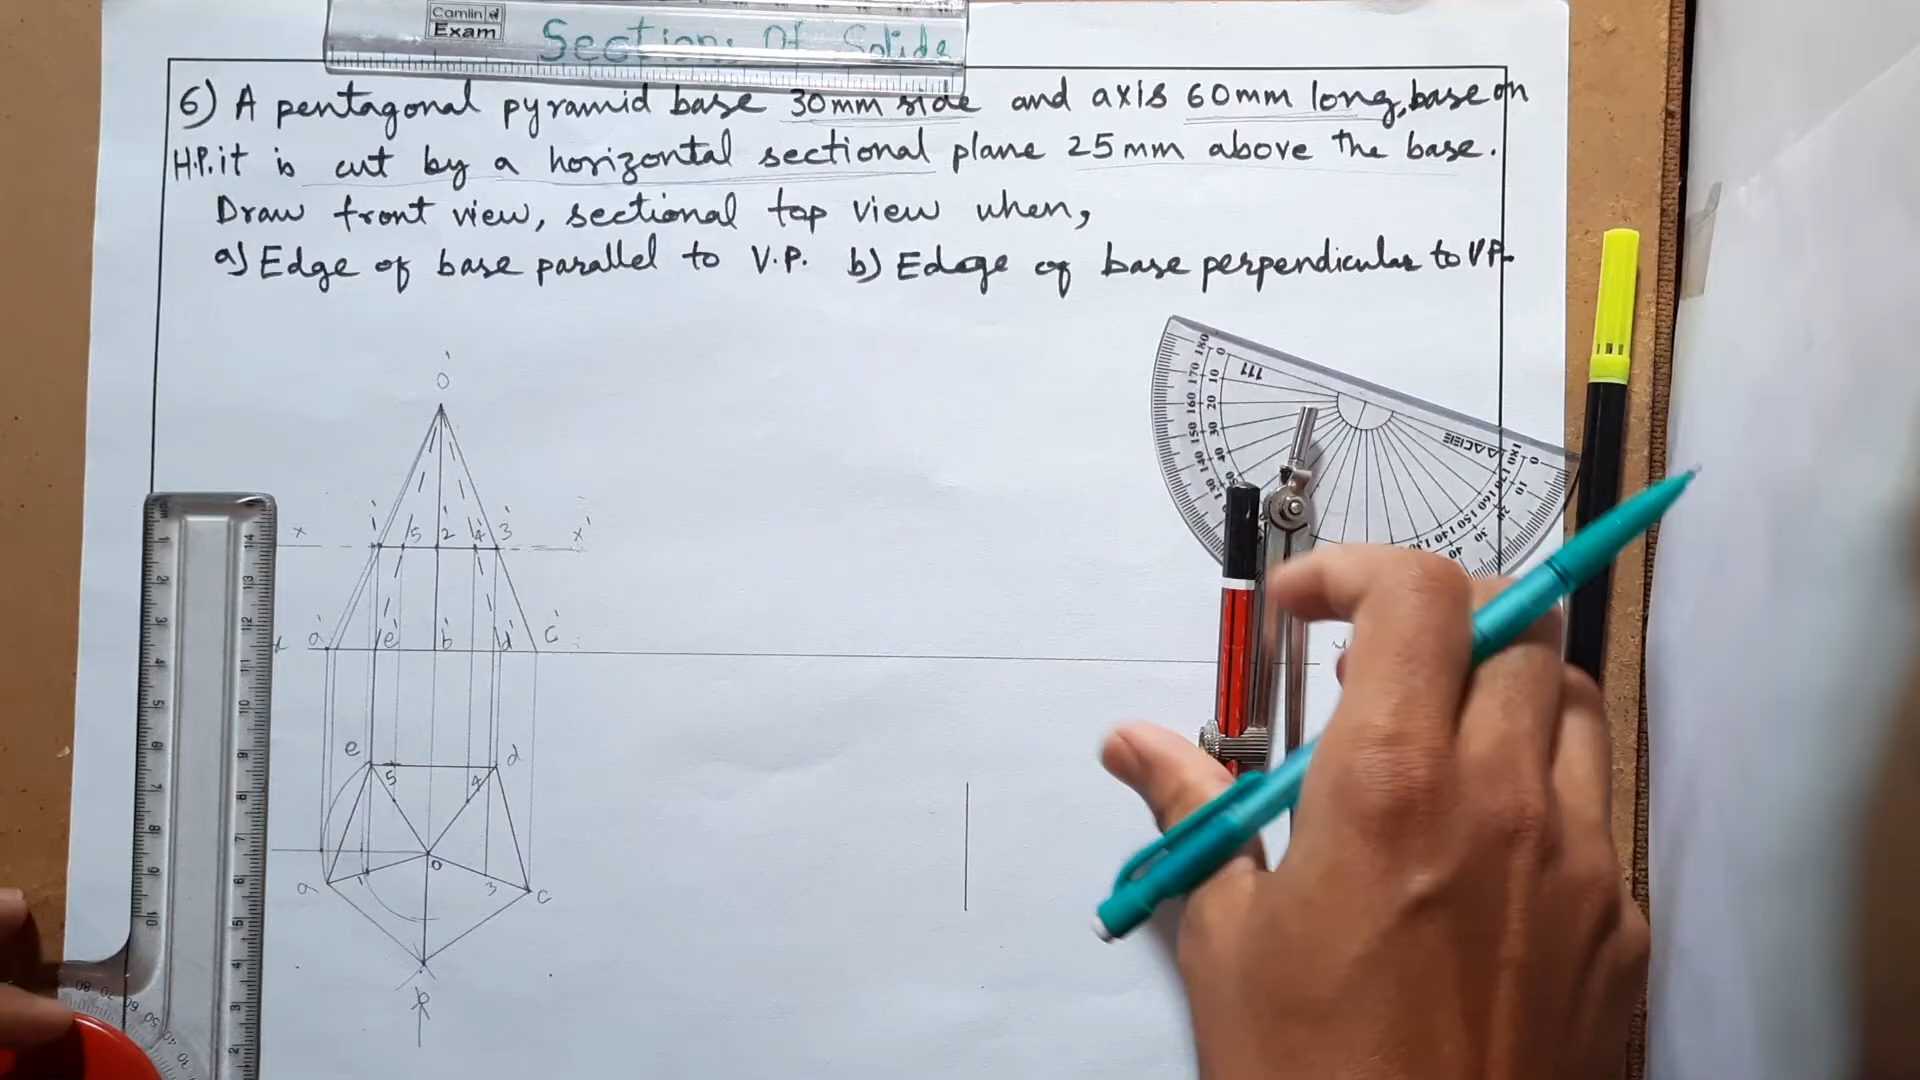 Camlin
Exam
Sections Of Solids
6) A pentagonal pyramid base 30mm side and axis 60mm long, base on
H.P. it is cut by a horizontal sectional plane 25mm above the base.
Draw front view, sectional top view when,
a) Edge of base parallel to V.P. b) Edge of base perpendicular to V.P.
o'
x 1' 5' 2' 4' 3' x'
a' e' b' d' c'
e d
5 4
o
a 1 3 c